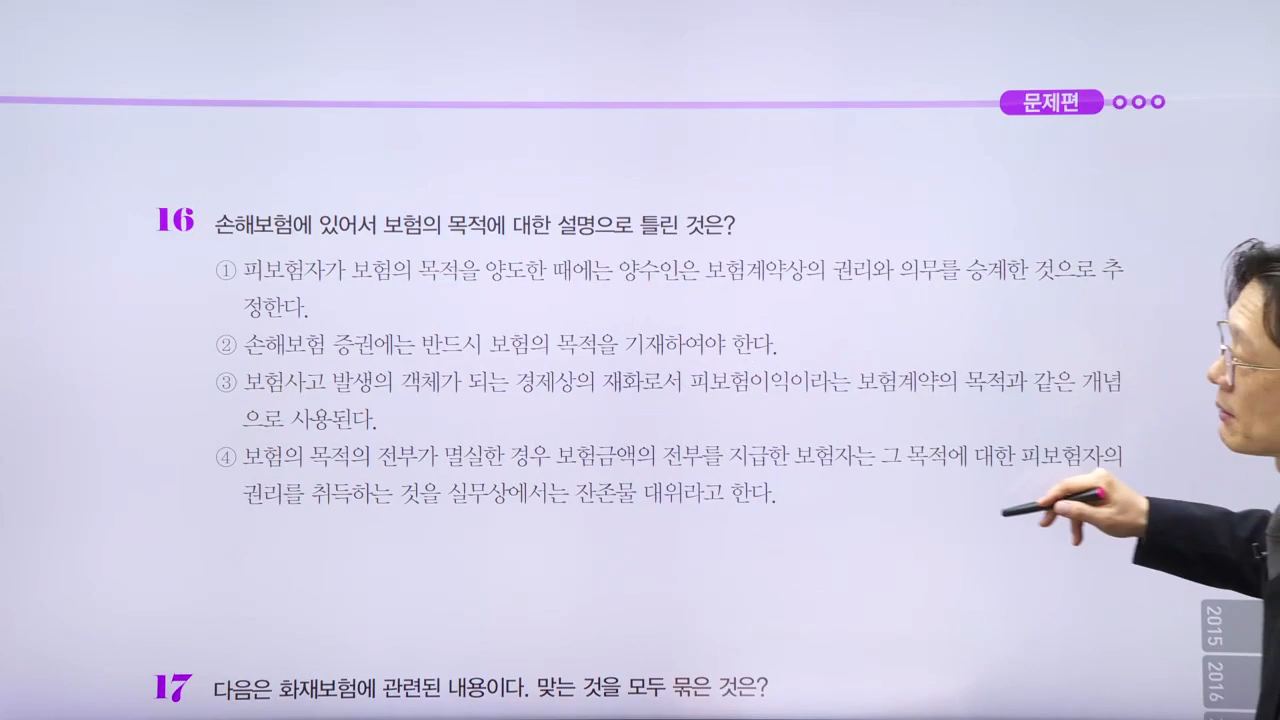 문제편
16 손해보험에 있어서 보험의 목적에 대한 설명으로 틀린 것은?
① 피보험자가 보험의 목적을 양도한 때에는 양수인은 보험계약상의 권리와 의무를 승계한 것으로 추
정한다.
② 손해보험 증권에는 반드시 보험의 목적을 기재하여야 한다.
③ 보험사고 발생의 객체가 되는 경제상의 재화로서 피보험이익이라는 보험계약의 목적과 같은 개념
으로 사용된다.
④ 보험의 목적의 전부가 멸실한 경우 보험금액의 전부를 지급한 보험자는 그 목적에 대한 피보험자의
권리를 취득하는 것을 실무상에서는 잔존물 대위라고 한다.
2015
2016
17 다음은 화재보험에 관련된 내용이다. 맞는 것을 모두 묶은 것은?